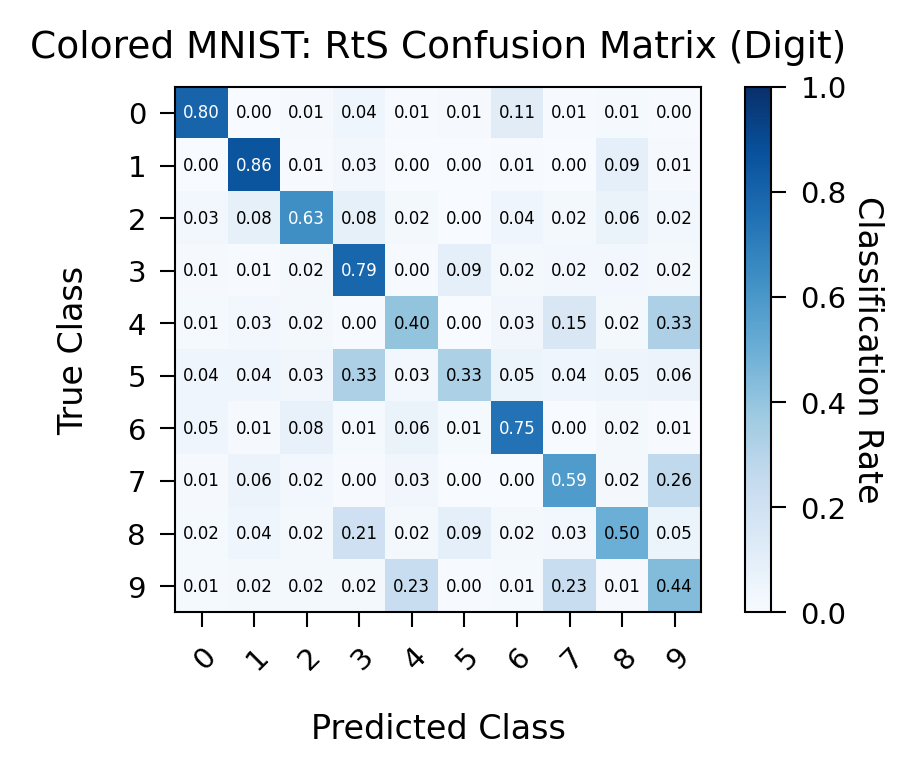 Colored MNIST: RtS Confusion Matrix (Digit)
0 0.80 0.00 0.01 0.04 0.01 0.01 0.11 0.01 0.01 0.00
1 0.00 0.86 0.01 0.03 0.00 0.00 0.01 0.00 0.09 0.01
2 0.03 0.08 0.63 0.08 0.02 0.00 0.04 0.02 0.06 0.02
3 0.01 0.01 0.02 0.79 0.00 0.09 0.02 0.02 0.02 0.02
4 0.01 0.03 0.02 0.00 0.40 0.00 0.03 0.15 0.02 0.33
5 0.04 0.04 0.03 0.33 0.03 0.33 0.05 0.04 0.05 0.06
6 0.05 0.01 0.08 0.01 0.06 0.01 0.75 0.00 0.02 0.01
7 0.01 0.06 0.02 0.00 0.03 0.00 0.00 0.59 0.02 0.26
8 0.02 0.04 0.02 0.21 0.02 0.09 0.02 0.03 0.50 0.05
9 0.01 0.02 0.02 0.02 0.23 0.00 0.01 0.23 0.01 0.44
0 1 2 3 4 5 6 7 8 9
Predicted Class
True Class
1.0
0.8
0.6
0.4
0.2
0.0
Classification Rate